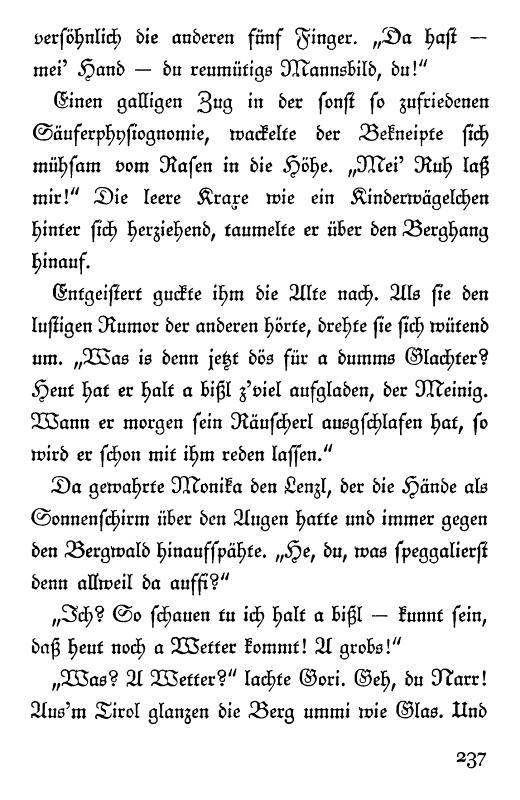 versöhnlich die anderen fünf Finger. „Da hast —
mei’ Hand — du reumütigs Mannsbild, du!“
Einen galligen Zug in der sonst so zufriedenen
Säuferphysiognomie, wackelte der Bekneipte sich
mühsam vom Rasen in die Höhe. „Mei’ Ruh laß
mir!“ Die leere Kraxe wie ein Kinderwägelchen
hinter sich herziehend, taumelte er über den Berghang
hinauf.
Entgeistert guckte ihm die Alte nach. Als sie den
lustigen Rumor der anderen hörte, drehte sie sich wütend
um. „Was is denn jetzt dös für a dumms Glachter?
Heut hat er halt a bißl z’viel aufgladen, der Meinig.
Wann er morgen sein Räuscherl ausgschlafen hat, so
wird er schon mit ihm reden lassen.“
Da gewahrte Monika den Lenzl, der die Hände als
Sonnenschirm über den Augen hatte und immer gegen
den Bergwald hinaufspähte. „He, du, was speggalierst
denn allweil da auffi?“
„Ich? So schauen tu ich halt a bißl — kunnt sein,
daß heut noch a Wetter kommt! A grobs!“
„Was? A Wetter?“ lachte Gori. Geh, du Narr!
Aus’m Tirol glanzen die Berg ummi wie Glas. Und
237